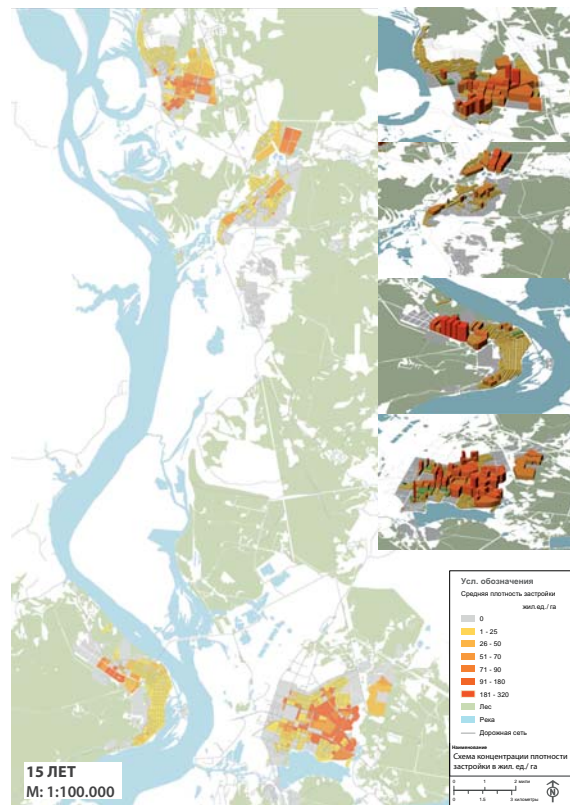 Усл. обозначения
Средняя плотность застройки
жил.ед./ га
0
1 - 25
26 - 50
51 - 70
71 - 90
91 - 180
181 - 320
Лес
Река
Дорожная сеть
Наименование
Схема концентрации плотности
застройки в жил. ед./ га
0 1 2 мили
0 1.5 3 километры
N
15 ЛЕТ
М: 1:100.000